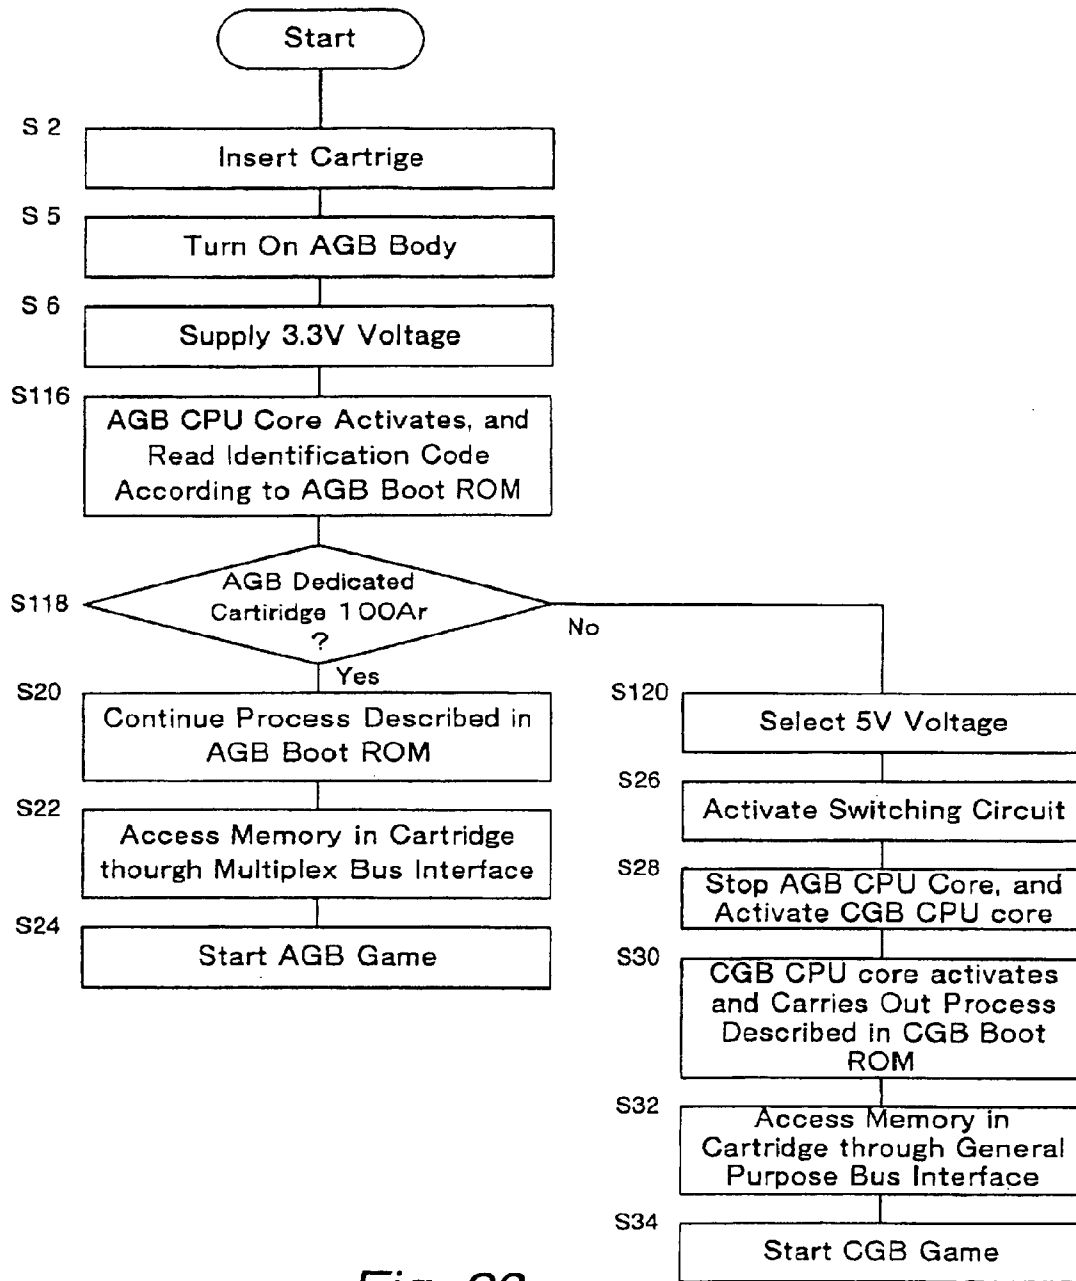 Start
S 2
Insert Cartrige
S 5
Turn On AGB Body
S 6
Supply 3.3V Voltage
S116
AGB CPU Core Activates, and
Read Identification Code
According to AGB Boot ROM
S118
AGB Dedicated
Cartiridge 100Ar
?
No
Yes
S20
Continue Process Described in
AGB Boot ROM
S22
Access Memory in Cartridge
thourgh Multiplex Bus Interface
S24
Start AGB Game
S120
Select 5V Voltage
S26
Activate Switching Circuit
S28
Stop AGB CPU Core, and
Activate CGB CPU core
S30
CGB CPU core activates
and Carries Out Process
Described in CGB Boot
ROM
S32
Access Memory in
Cartridge through General
Purpose Bus Interface
S34
Start CGB Game